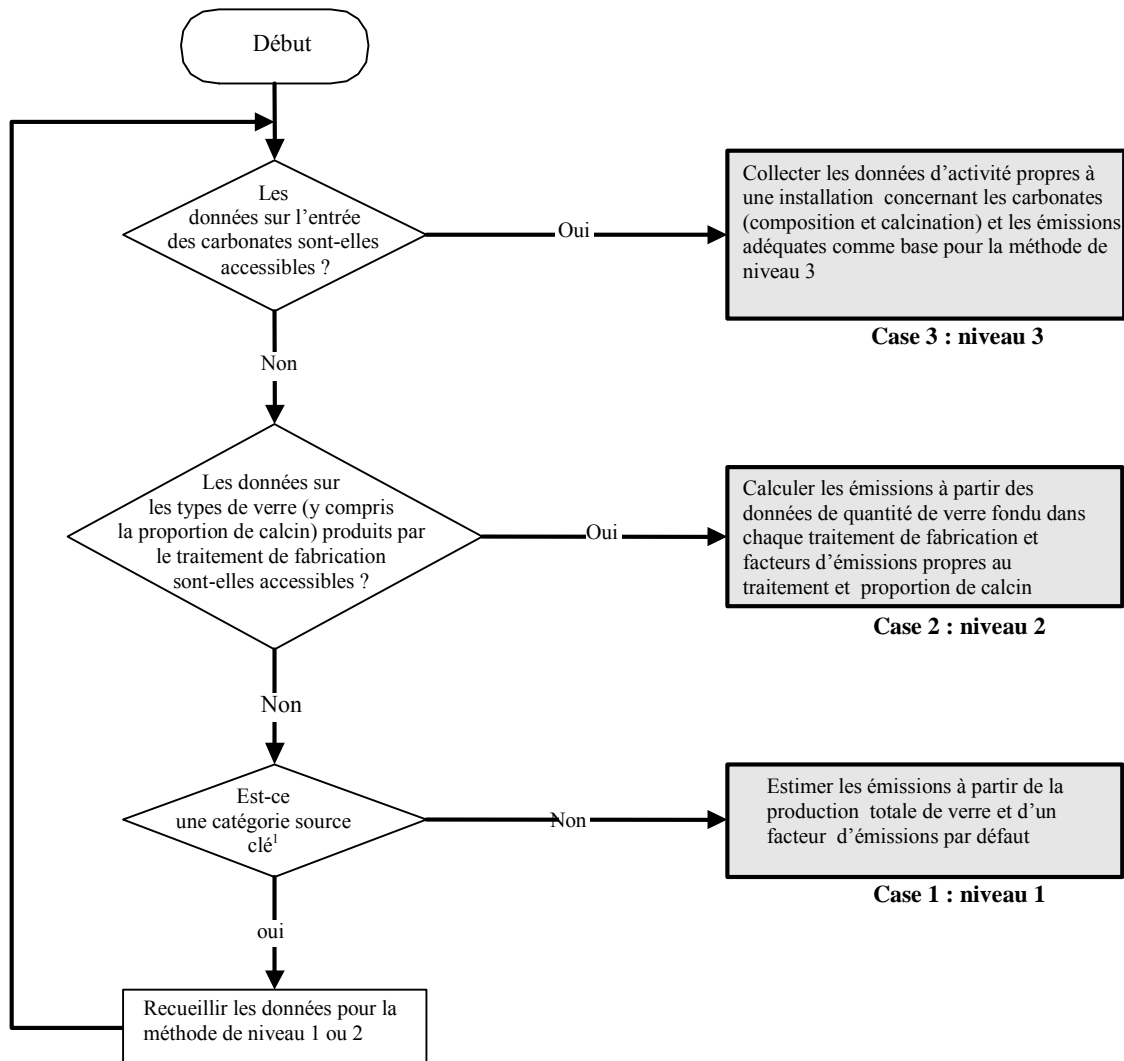 Début
Les
données sur l'entrée
des carbonates sont-elles
accessibles ?
Oui
Collecter les données d'activité propres à
une installation concernant les carbonates
(composition et calcination) et les émissions
adéquates comme base pour la méthode de
niveau 3
Case 3 : niveau 3
Non
Les données sur
les types de verre (y compris
la proportion de calcin) produits par
le traitement de fabrication
sont-elles accessibles ?
Oui
Calculer les émissions à partir des
données de quantité de verre fondu dans
chaque traitement de fabrication et
facteurs d'émissions propres au
traitement et proportion de calcin
Case 2 : niveau 2
Non
Est-ce
une catégorie source
clé¹
Non
Estimer les émissions à partir de la
production totale de verre et d'un
facteur d'émissions par défaut
Case 1 : niveau 1
oui
Recueillir les données pour la
méthode de niveau 1 ou 2